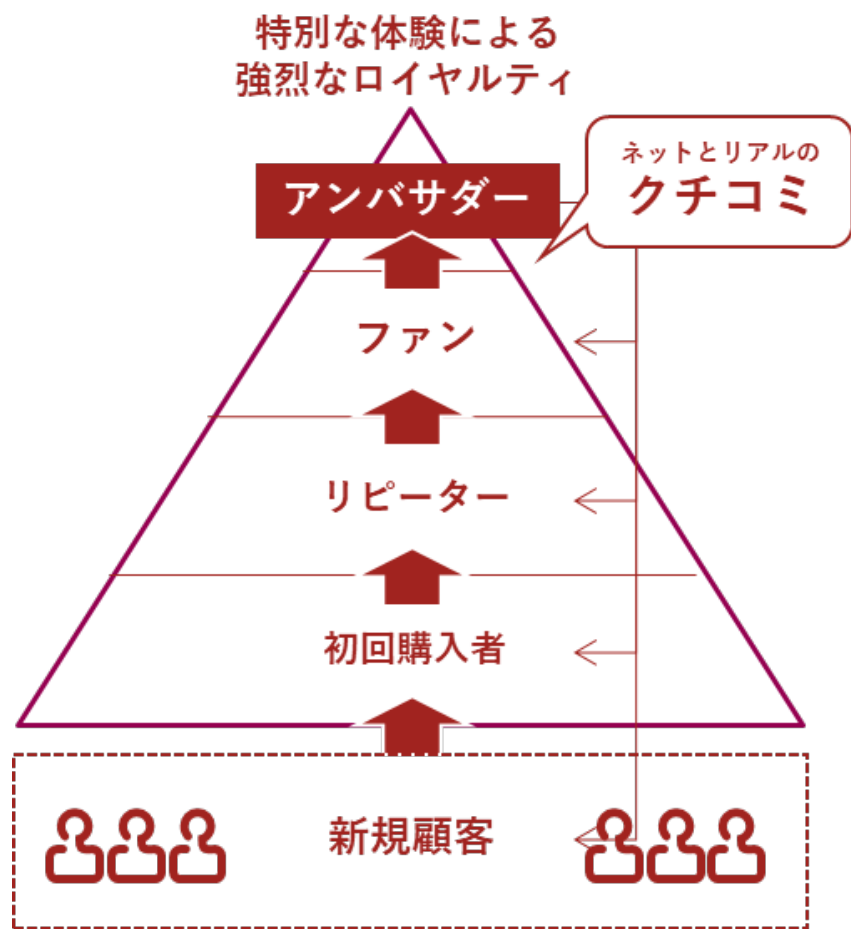 特別な体験による
強烈なロイヤルティ
アンバサダー
ネットとリアルの
クチコミ
ファン
リピーター
初回購入者
新規顧客